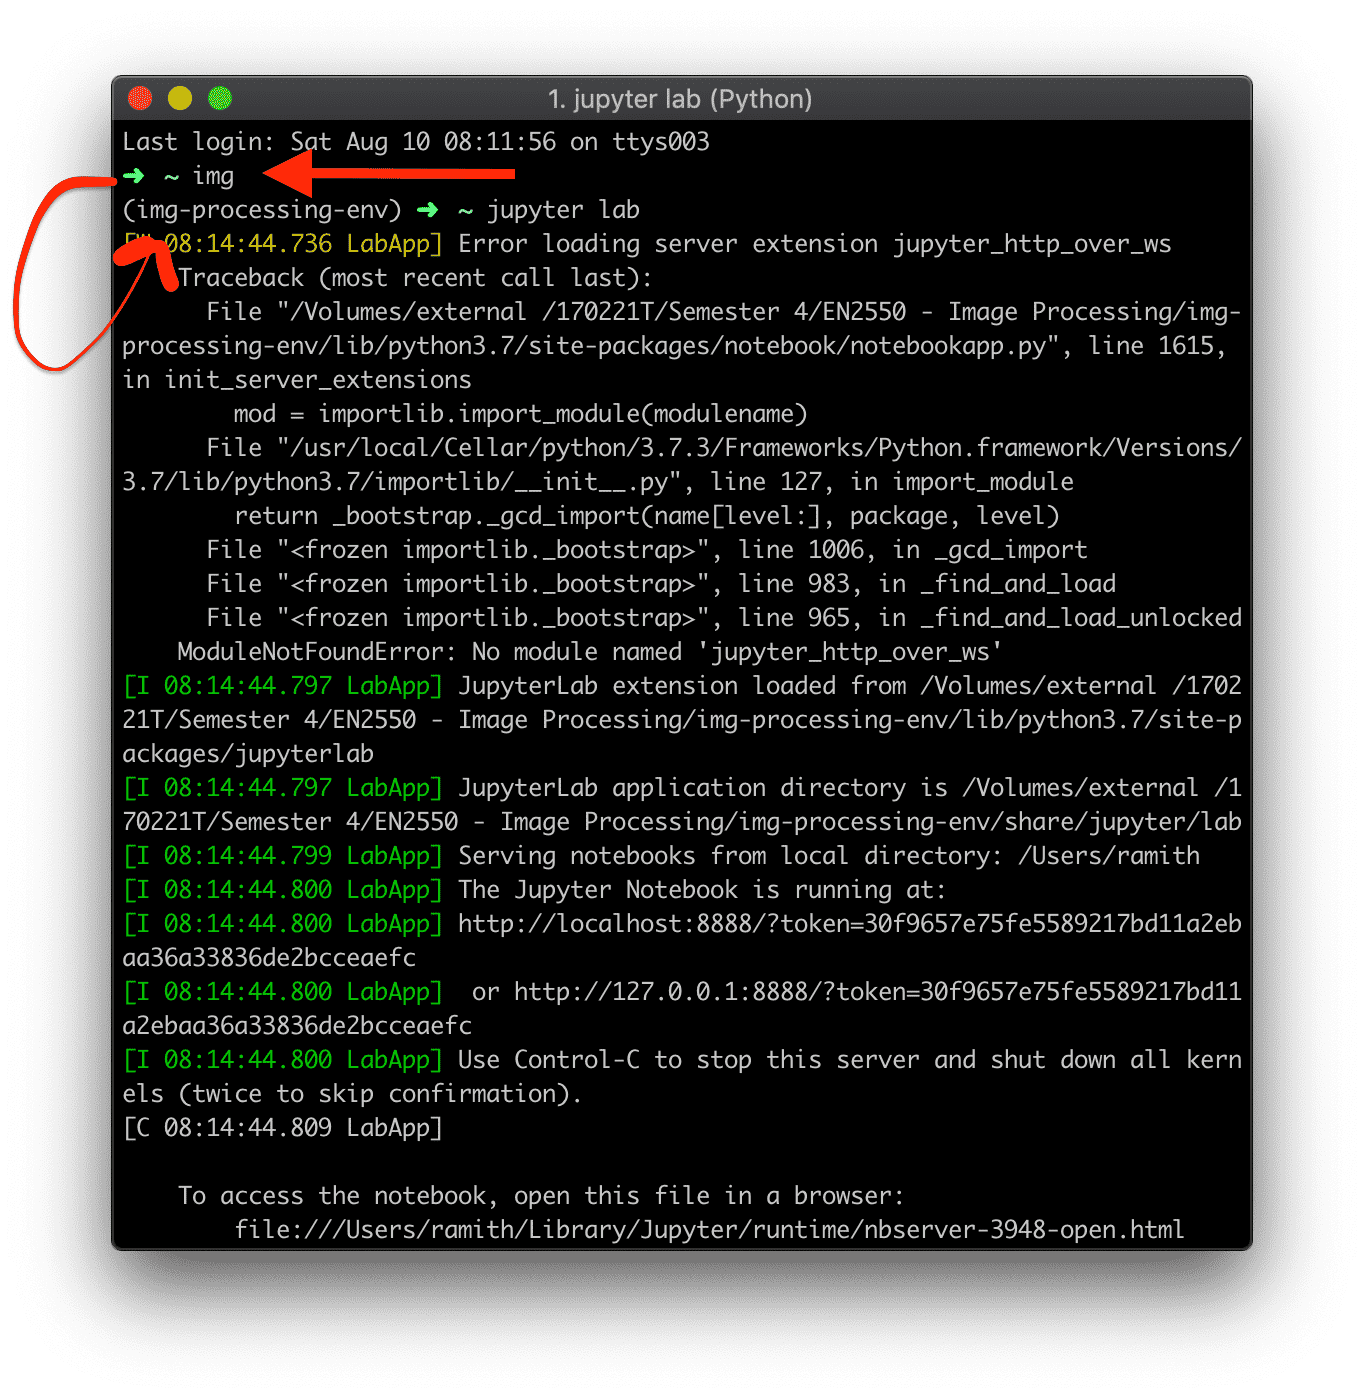 1. jupyter lab (Python)
Last login: Sat Aug 10 08:11:56 on ttys003
➜ ~ img
(img-processing-env) ➜ ~ jupyter lab
08:14:44.736 LabApp] Error loading server extension jupyter_http_over_ws
Traceback (most recent call last):
File "/Volumes/external /170221T/Semester 4/EN2550 - Image Processing/img-
processing-env/lib/python3.7/site-packages/notebook/notebookapp.py", line 1615,
in init_server_extensions
mod = importlib.import_module(modulename)
File "/usr/local/Cellar/python/3.7.3/Frameworks/Python.framework/Versions/
3.7/lib/python3.7/importlib/__init__.py", line 127, in import_module
return _bootstrap._gcd_import(name[level:], package, level)
File "<frozen importlib._bootstrap>", line 1006, in _gcd_import
File "<frozen importlib._bootstrap>", line 983, in _find_and_load
File "<frozen importlib._bootstrap>", line 965, in _find_and_load_unlocked
ModuleNotFoundError: No module named 'jupyter_http_over_ws'
[I 08:14:44.797 LabApp] JupyterLab extension loaded from /Volumes/external /1702
21T/Semester 4/EN2550 - Image Processing/img-processing-env/lib/python3.7/site-p
ackages/jupyterlab
[I 08:14:44.797 LabApp] JupyterLab application directory is /Volumes/external /1
70221T/Semester 4/EN2550 - Image Processing/img-processing-env/share/jupyter/lab
[I 08:14:44.799 LabApp] Serving notebooks from local directory: /Users/ramith
[I 08:14:44.800 LabApp] The Jupyter Notebook is running at:
[I 08:14:44.800 LabApp] http://localhost:8888/?token=30f9657e75fe5589217bd11a2eb
aa36a33836de2bcceaefc
[I 08:14:44.800 LabApp]  or http://127.0.0.1:8888/?token=30f9657e75fe5589217bd11
a2ebaa36a33836de2bcceaefc
[I 08:14:44.800 LabApp] Use Control-C to stop this server and shut down all kern
els (twice to skip confirmation).
[C 08:14:44.809 LabApp]
To access the notebook, open this file in a browser:
file:///Users/ramith/Library/Jupyter/runtime/nbserver-3948-open.html